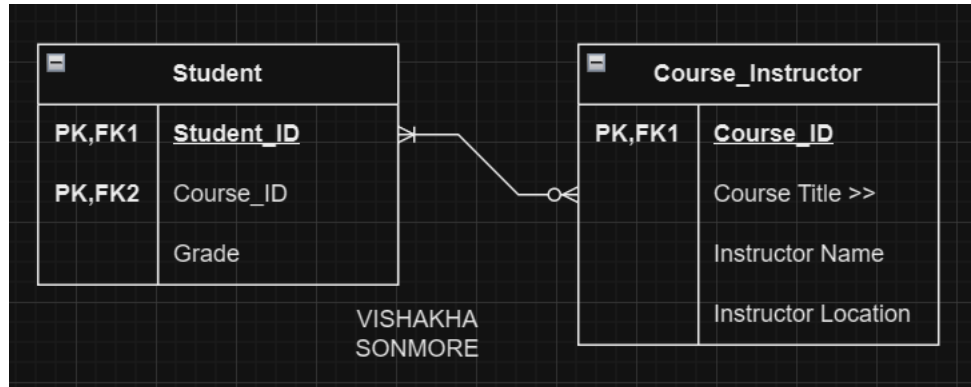 Student
PK,FK1 Student_ID
PK,FK2 Course_ID
Grade
Course_Instructor
PK,FK1 Course_ID
Course Title >>
Instructor Name
Instructor Location
VISHAKHA
SONMORE